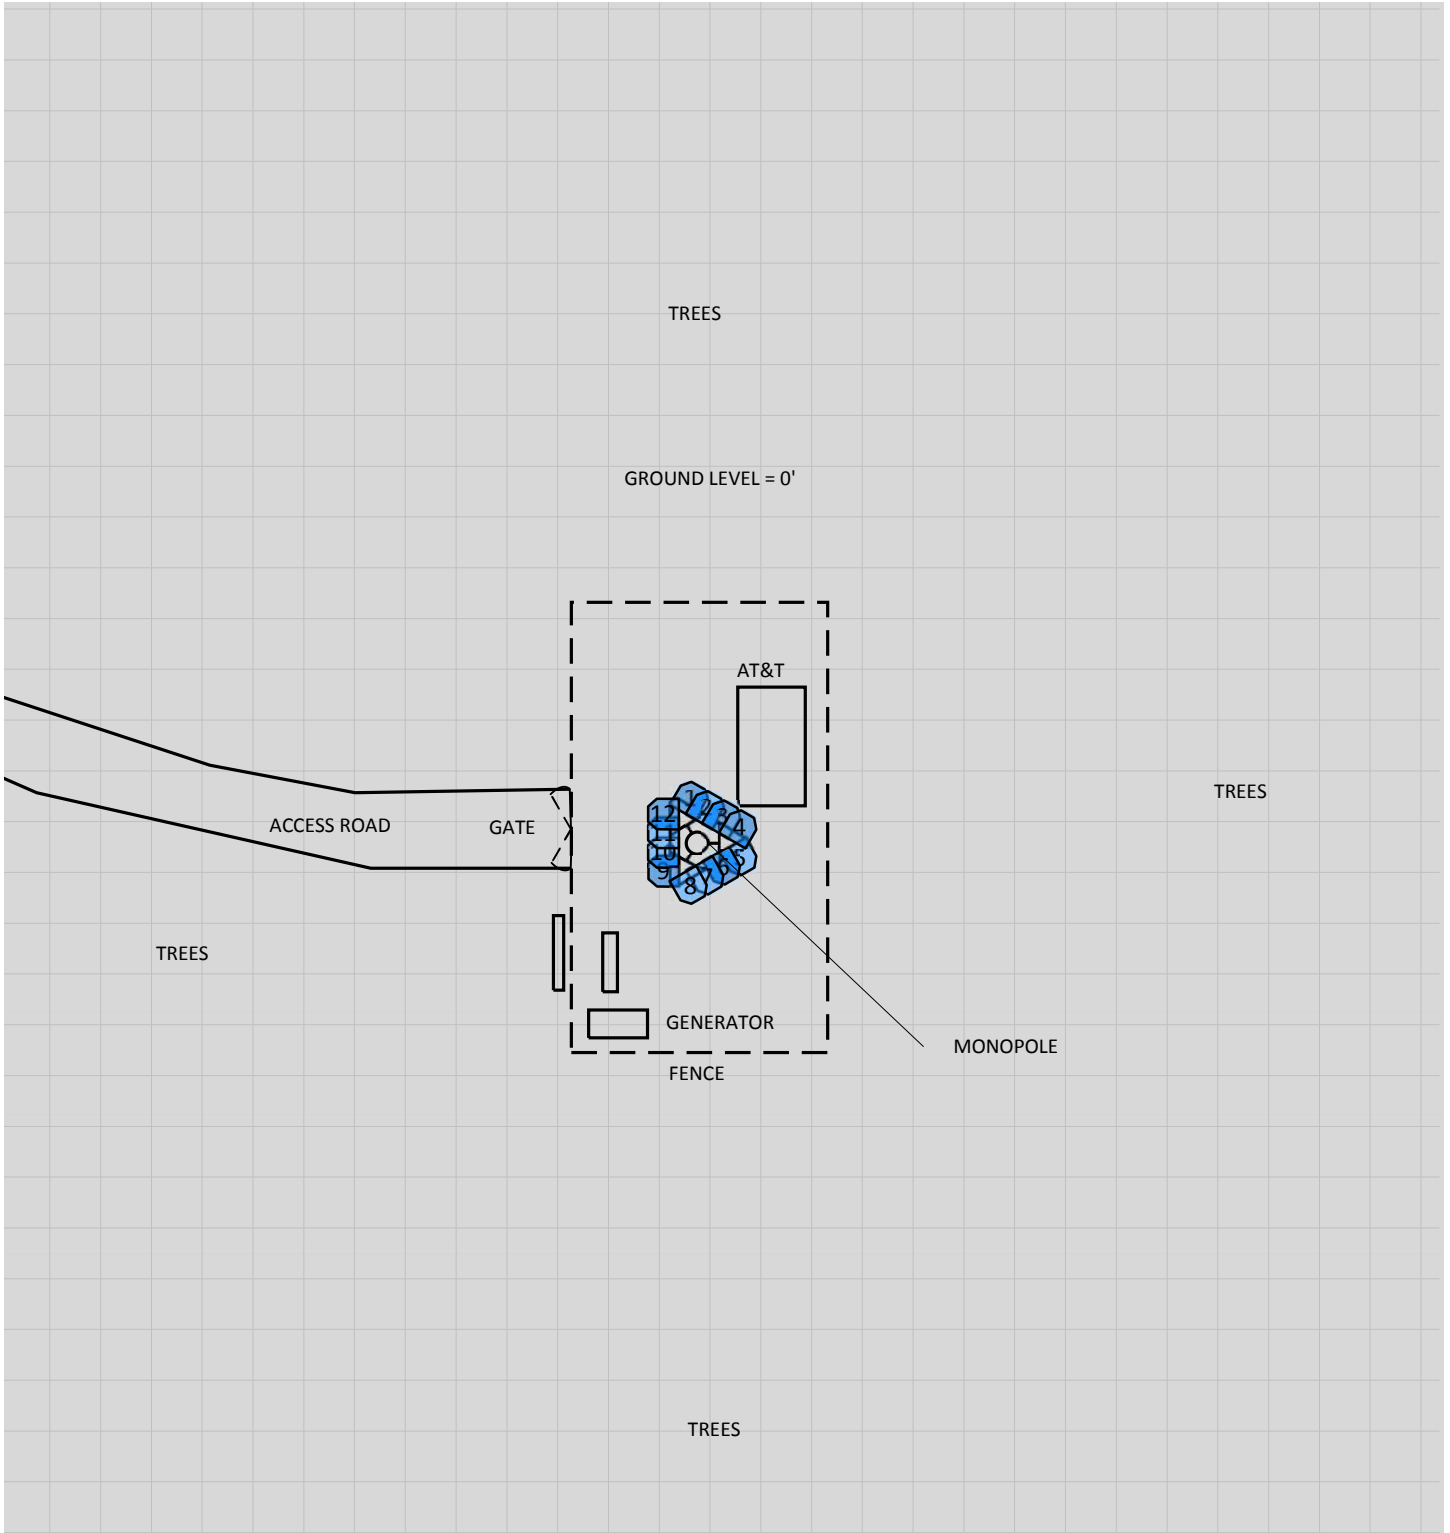 TREES
GROUND LEVEL = 0'
AT&T
TREES
1
2
3
4
12
11
10
9
5
6
7
8
ACCESS ROAD
GATE
TREES
GENERATOR
MONOPOLE
FENCE
TREES